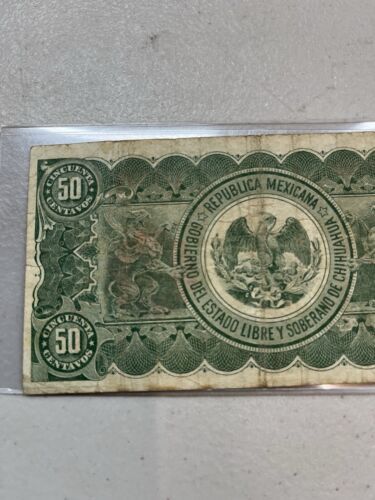 CINCUENTA
50
CENTAVOS
REPUBLICA MEXICANA
GOBIERNO DEL ESTADO LIBRE Y SOBERANO DE CHIHUAHUA
CINCUENTA
50
CENTAVOS